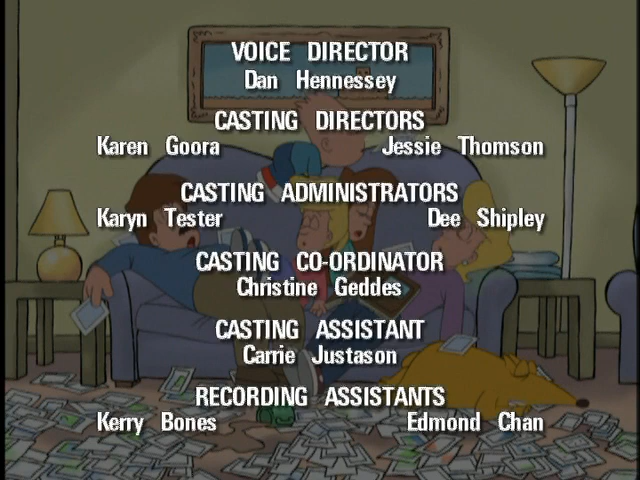 VOICE DIRECTOR
Dan Hennessey
CASTING DIRECTORS
Karen Goora Jessie Thomson
CASTING ADMINISTRATORS
Karyn Tester Dee Shipley
CASTING CO-ORDINATOR
Christine Geddes
CASTING ASSISTANT
Carrie Justason
RECORDING ASSISTANTS
Kerry Bones Edmond Chan